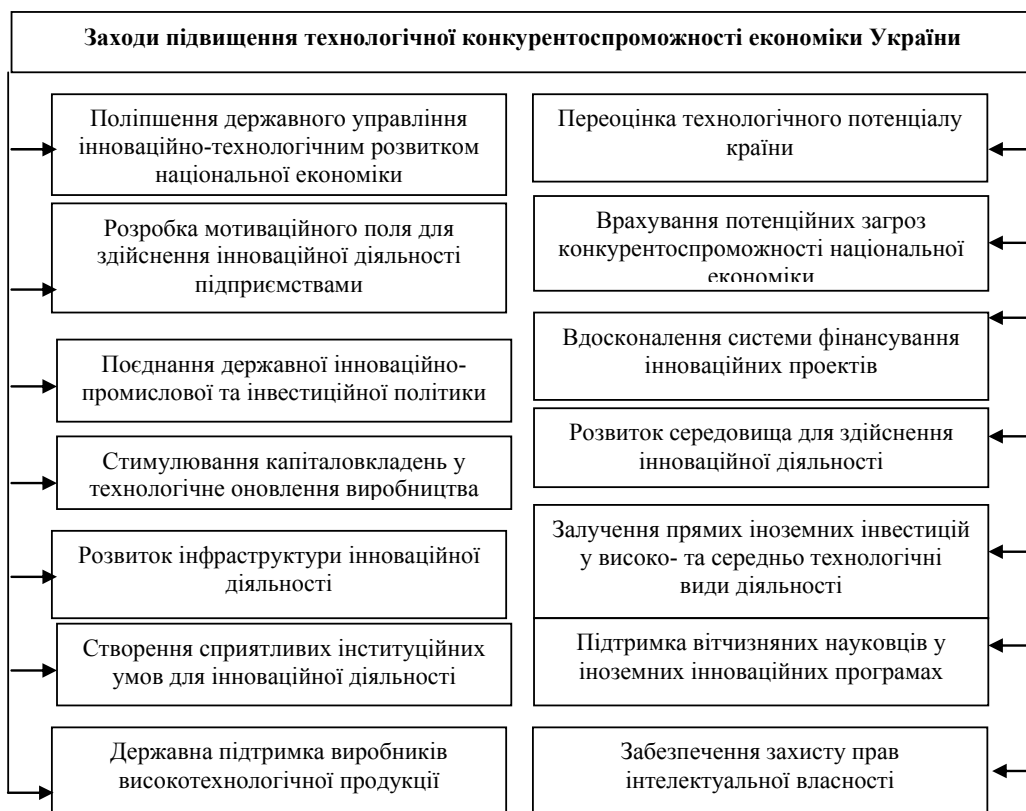 Заходи підвищення технологічної конкурентоспроможності економіки України
Поліпшення державного управління
інноваційно-технологічним розвитком
національної економіки
Розробка мотиваційного поля для
здійснення інноваційної діяльності
підприємствами
Поєднання державної інноваційно-
промислової та інвестиційної політики
Стимулювання капіталовкладень у
технологічне оновлення виробництва
Розвиток інфраструктури інноваційної
діяльності
Створення сприятливих інституційних
умов для інноваційної діяльності
Державна підтримка виробників
високотехнологічної продукції
Переоцінка технологічного потенціалу
країни
Врахування потенційних загроз
конкурентоспроможності національної
економіки
Вдосконалення системи фінансування
інноваційних проектів
Розвиток середовища для здійснення
інноваційної діяльності
Залучення прямих іноземних інвестицій
у високо- та середньо технологічні
види діяльності
Підтримка вітчизняних науковців у
іноземних інноваційних програмах
Забезпечення захисту прав
інтелектуальної власності